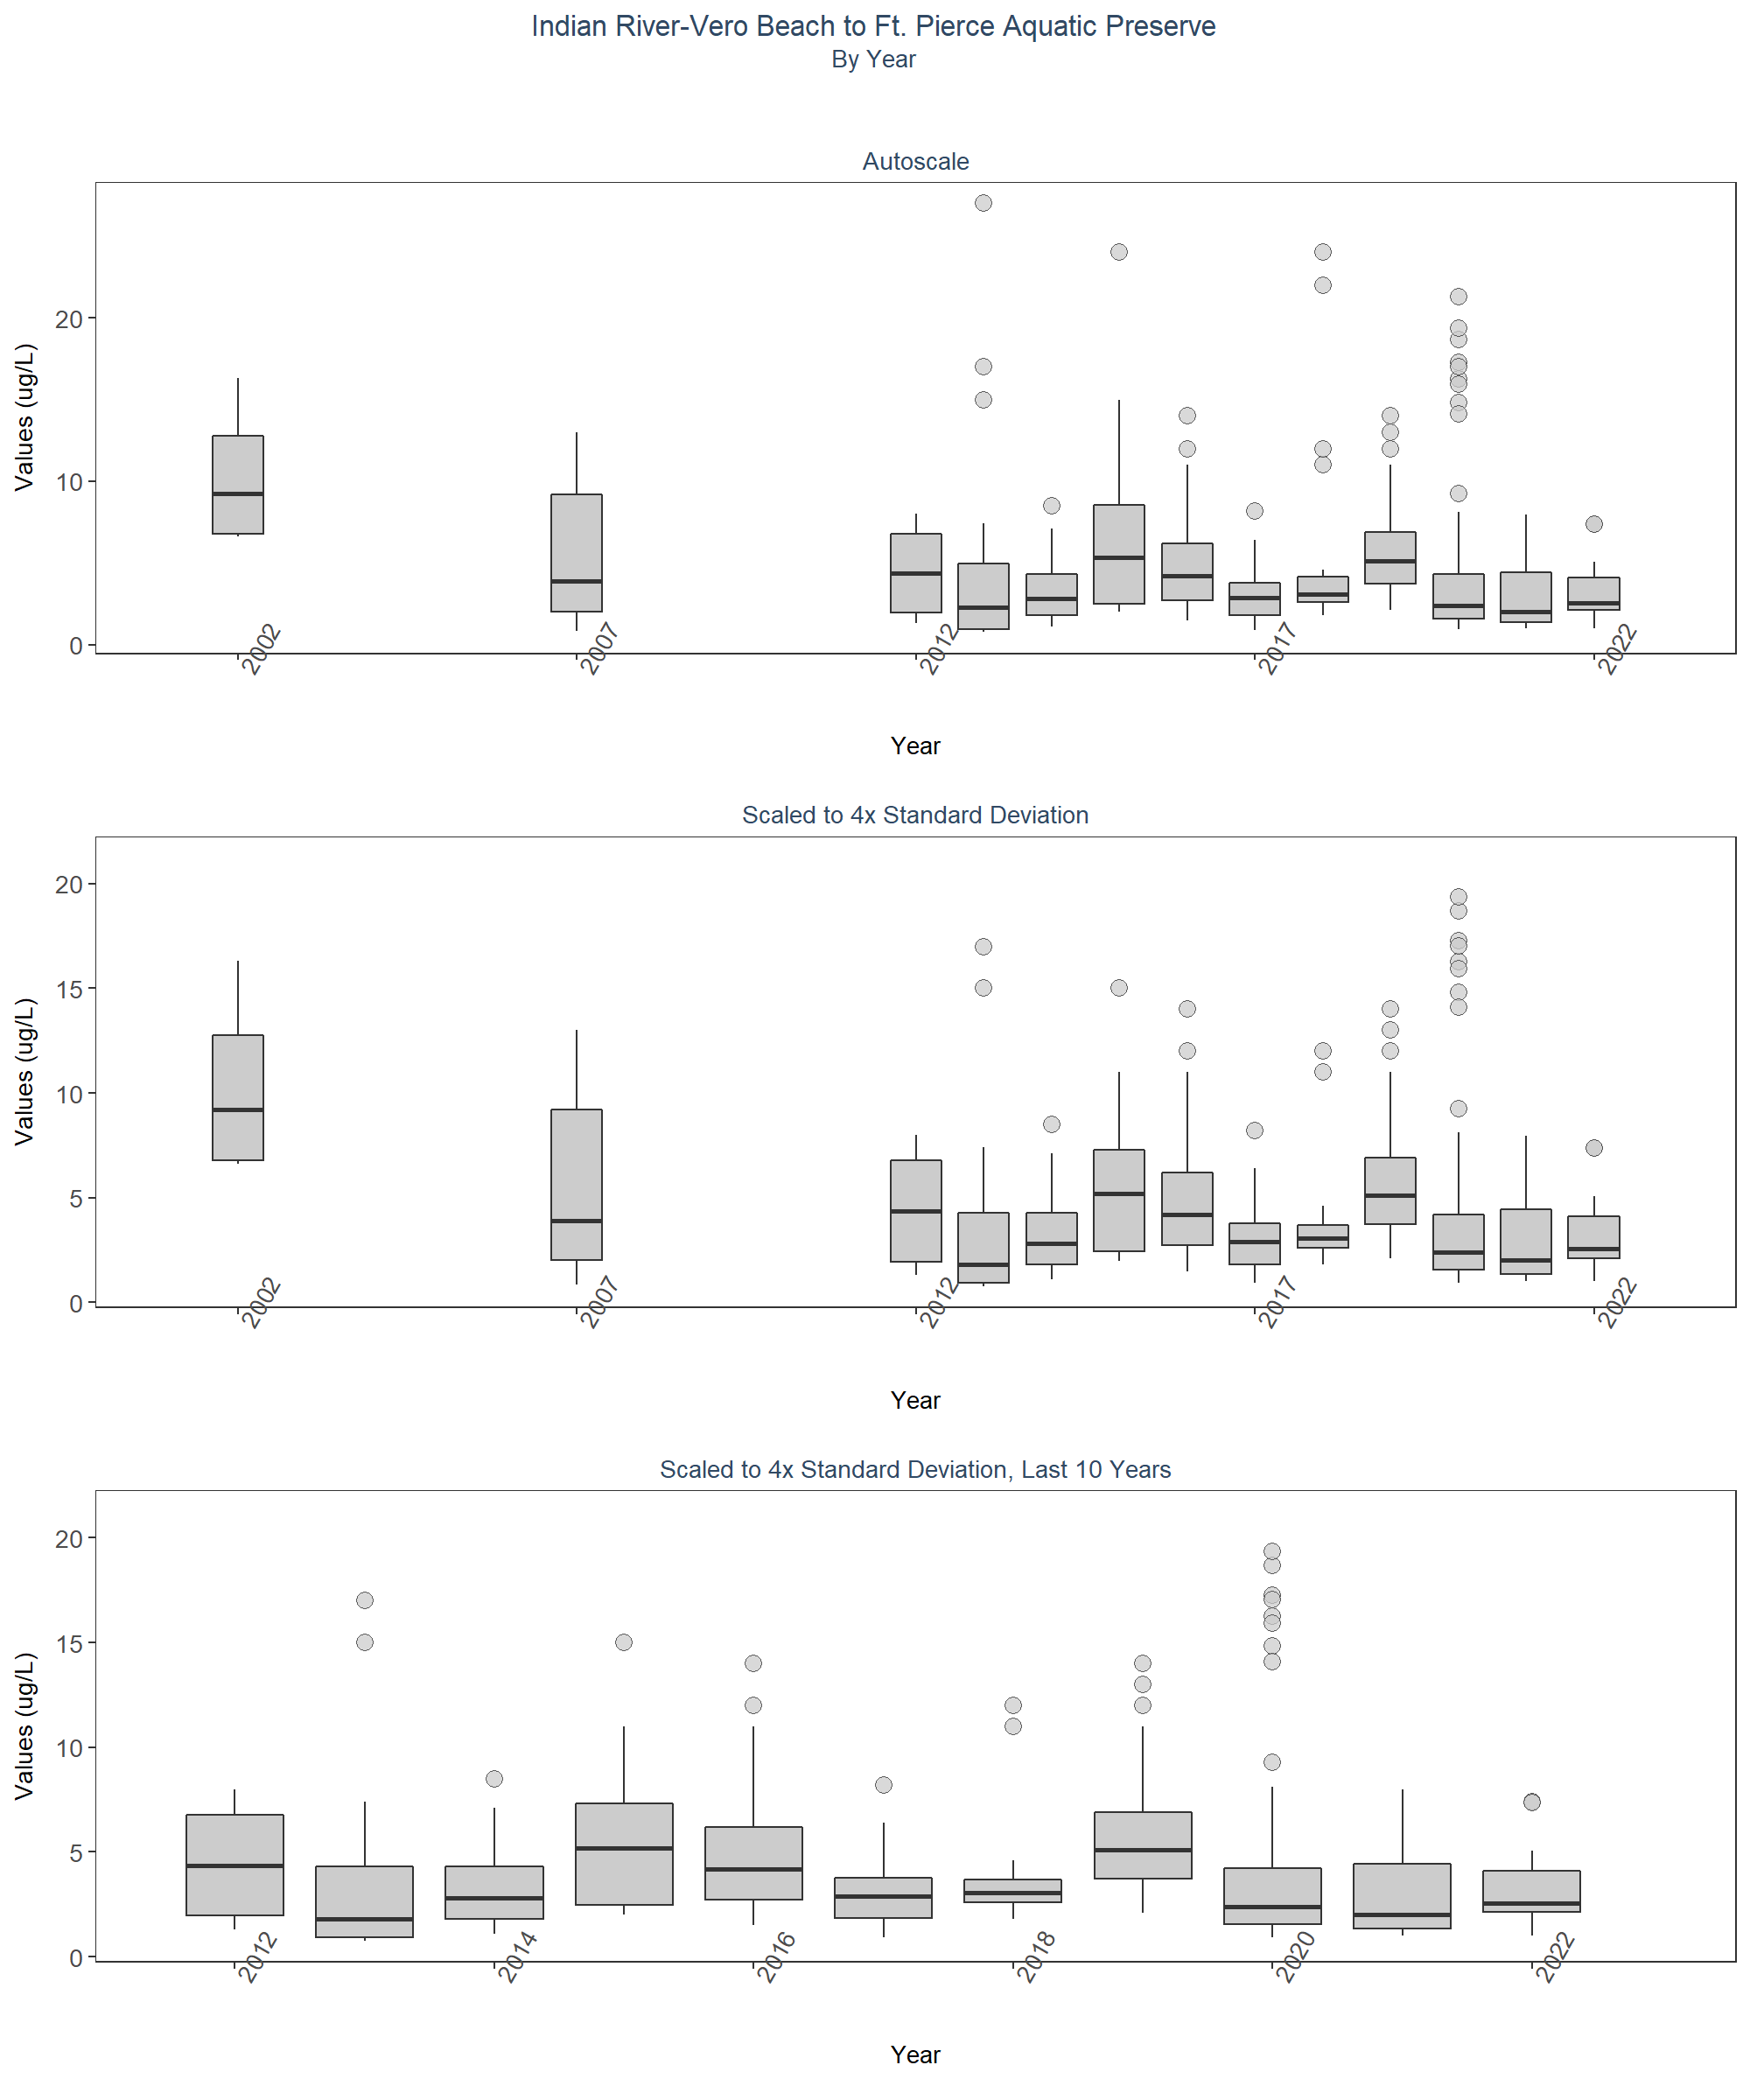 Indian River-Vero Beach to Ft. Pierce Aquatic Preserve
By Year
Autoscale
Values (ug/L)
20
10
0
2002
2007
2012
2017
2022
Year
Scaled to 4x Standard Deviation
Values (ug/L)
20
15
10
5
0
2002
2007
2012
2017
2022
Year
Scaled to 4x Standard Deviation, Last 10 Years
Values (ug/L)
20
15
10
5
0
2012
2014
2016
2018
2020
2022
Year